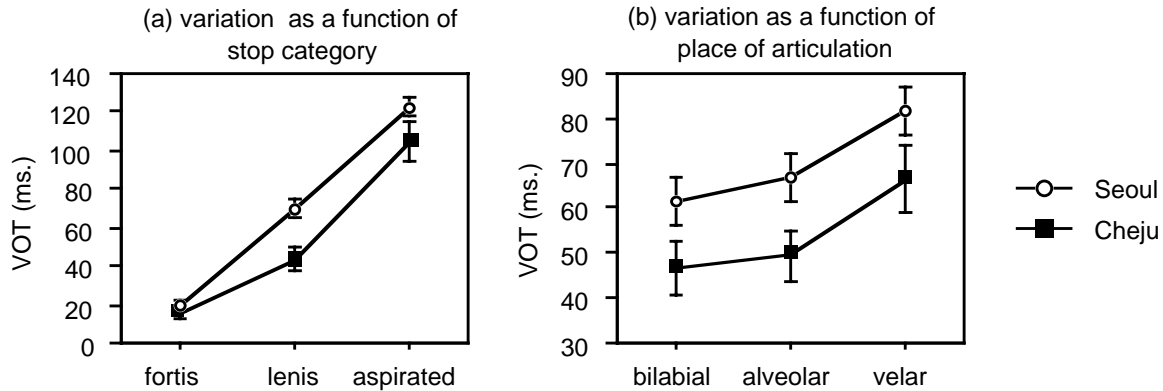 (a) variation as a function of
stop category
140
120
100
80
60
40
20
0
VOT (ms.)
fortis lenis aspirated
(b) variation as a function of
place of articulation
90
80
70
60
50
40
30
VOT (ms.)
bilabial alveolar velar
Seoul
Cheju